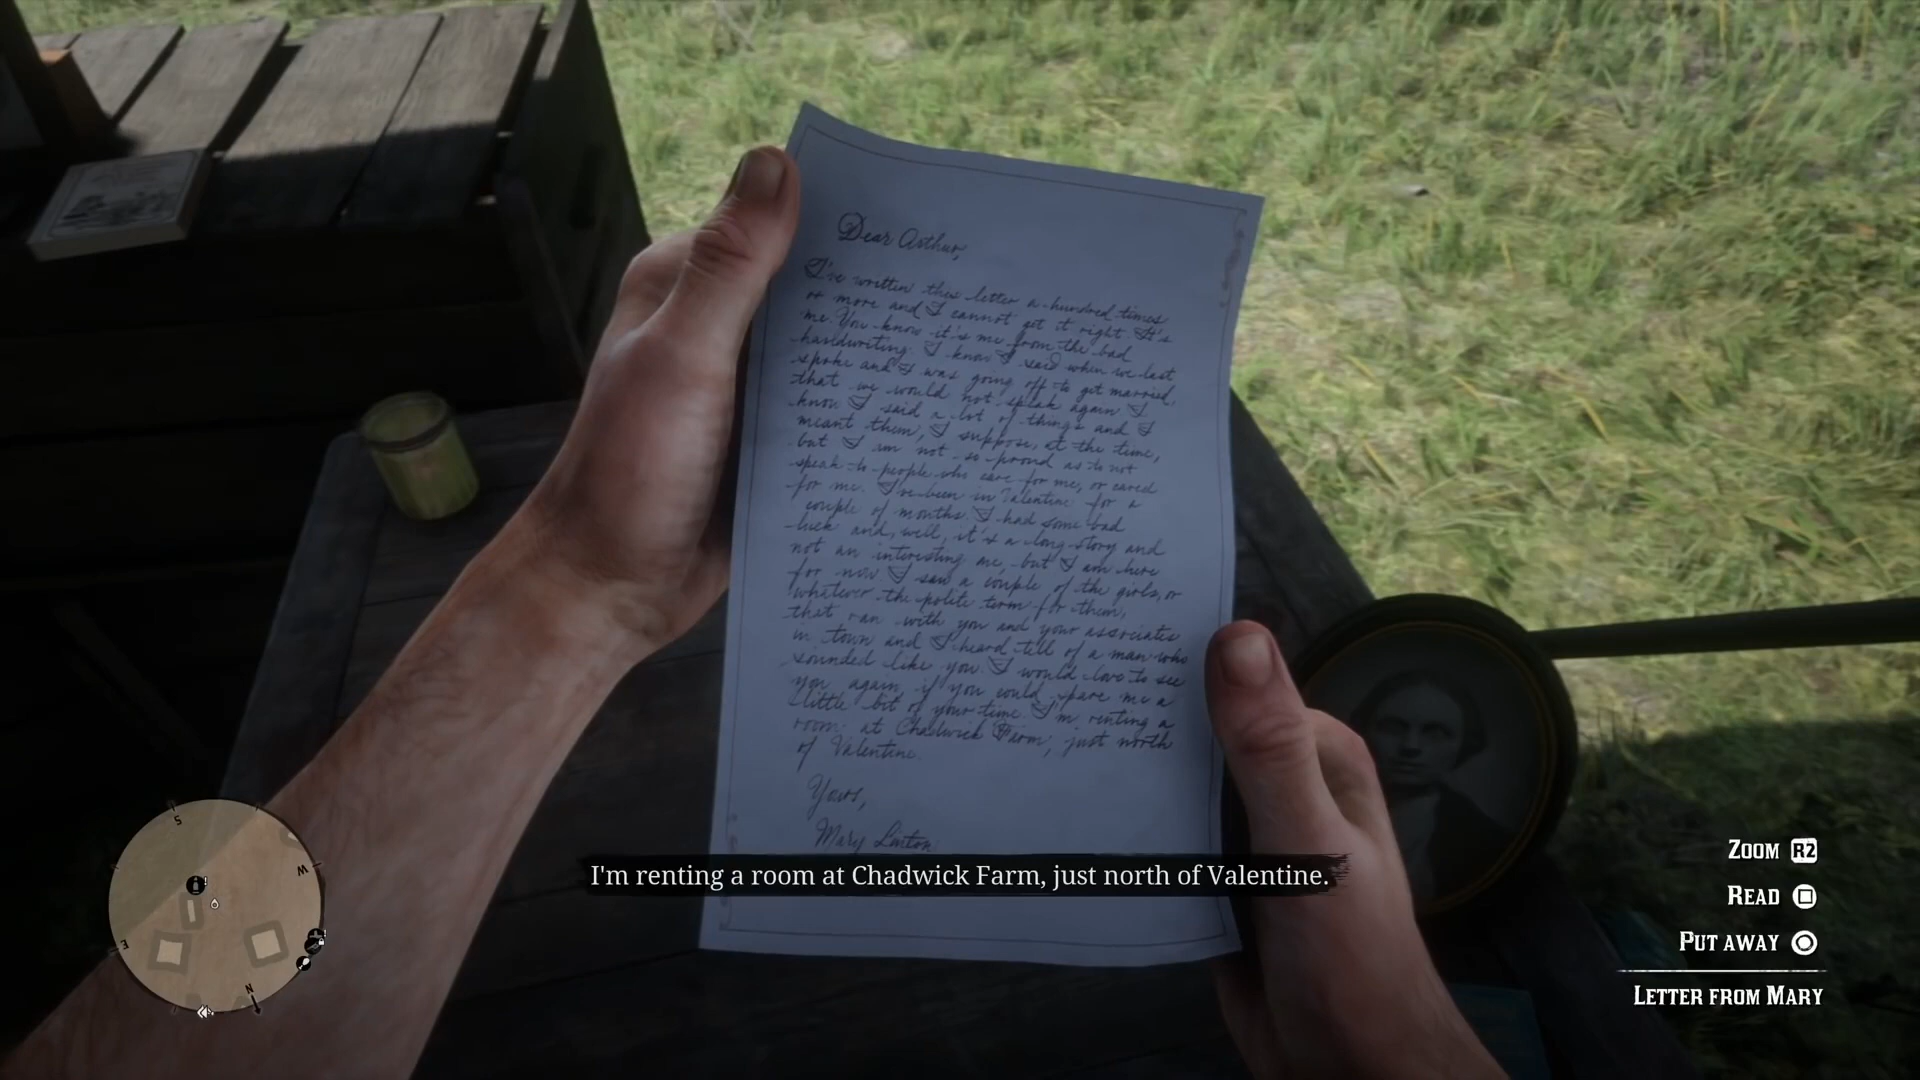 Dear Arthur,
I've written this letter a hundred times
or more and I cannot get it right. It's
me. You know it's me from the bad
handwriting. I know I said when we last
spoke and I was going off to get married,
that we would not speak again. I
know I said a lot of things and I
meant them, I suppose, at the time,
but I am not so proud as to not
speak to people who care for me, or cared
for me. I've been in Valentine for a
couple of months. I had some bad
luck and, well, it's a long story and
not an interesting one, but I am here
for now. I saw a couple of the girls, or
whatever the polite term for them,
that ran with you and your associates
in town and I heard tell of a man who
sounded like you. I would love to see
you again if you could spare me a
little bit of your time. I'm renting a
room at Chadwick Farm, just north
of Valentine.
Yours,
Mary Linton
I'm renting a room at Chadwick Farm, just north of Valentine.
S
W
E
N
ZOOM R2
READ
PUT AWAY
LETTER FROM MARY